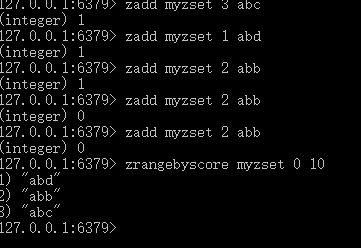 127.0.0.1:6379> zadd myzset 3 abc
(integer) 1
127.0.0.1:6379> zadd myzset 1 abd
(integer) 1
127.0.0.1:6379> zadd myzset 2 abb
(integer) 1
127.0.0.1:6379> zadd myzset 2 abb
(integer) 0
127.0.0.1:6379> zadd myzset 2 abb
(integer) 0
127.0.0.1:6379> zrangebyscore myzset 0 10
1) "abd"
2) "abb"
3) "abc"
127.0.0.1:6379>